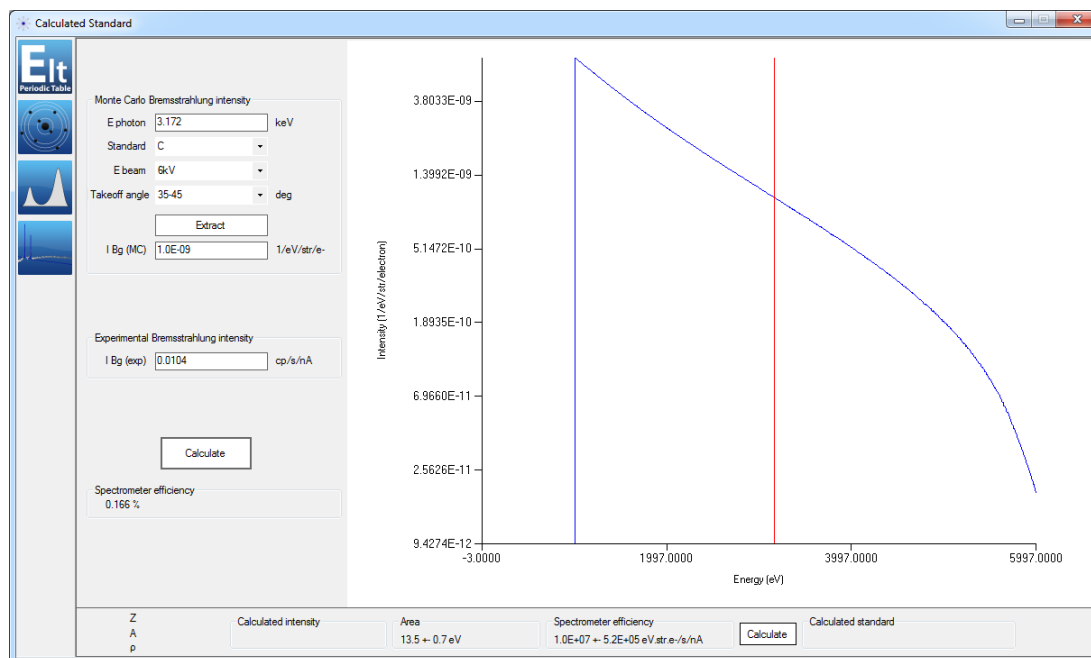 Calculated Standard
Elt
Periodic Table
Monte Carlo Bremsstrahlung intensity
E photon 3.172 keV
Standard C
E beam 6kV
Takeoff angle 35-45 deg
Extract
I Bg (MC) 1.0E-09 1/eV/str/e-
Experimental Bremsstrahlung intensity
I Bg (exp) 0.0104 cp/s/nA
Calculate
Spectrometer efficiency
0.166 %
Intensity (1/eV/str/electron)
3.8033E-09
1.3992E-09
5.1472E-10
1.8935E-10
6.9660E-11
2.5626E-11
9.4274E-12
-3.0000 1997.0000 3997.0000 5997.0000
Energy (eV)
Z
A
ρ
Calculated intensity
Area
13.5 +- 0.7 eV
Spectrometer efficiency
1.0E+07 +- 5.2E+05 eV.str.e-/s/nA
Calculate
Calculated standard